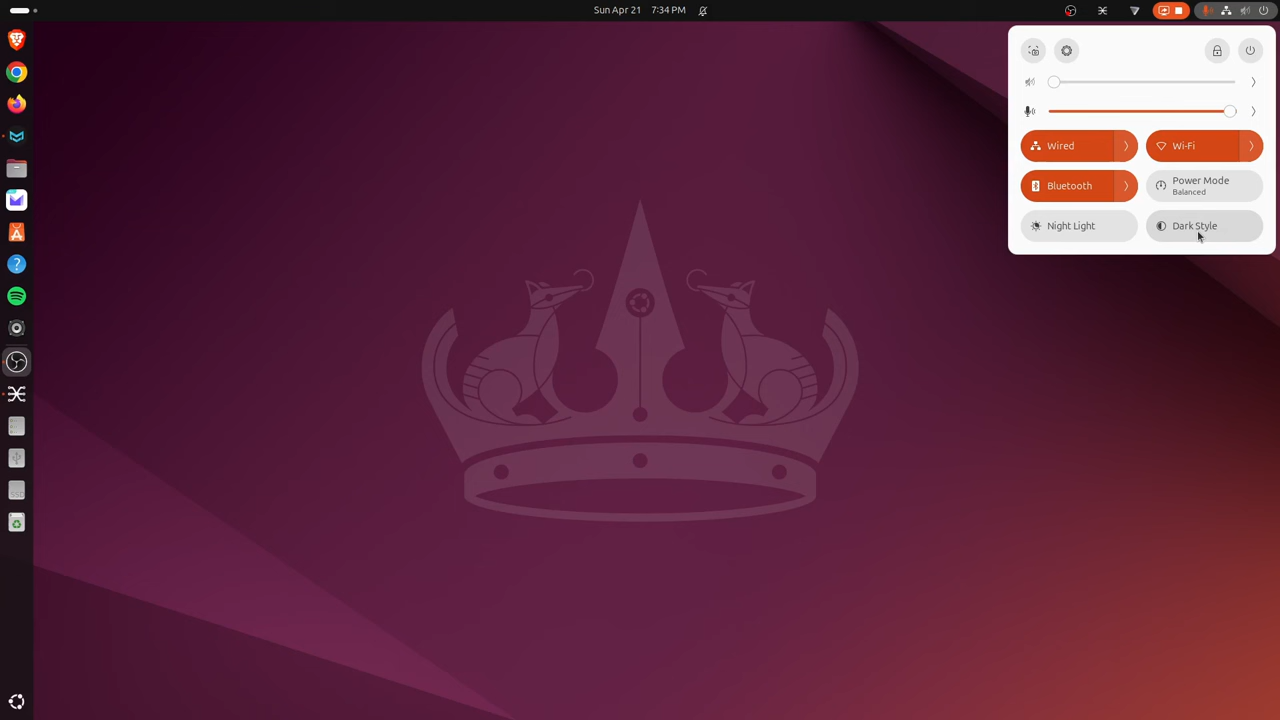 Sun Apr 21 7:34 PM
Wired
Wi-Fi
Bluetooth
Power Mode
Balanced
Night Light
Dark Style